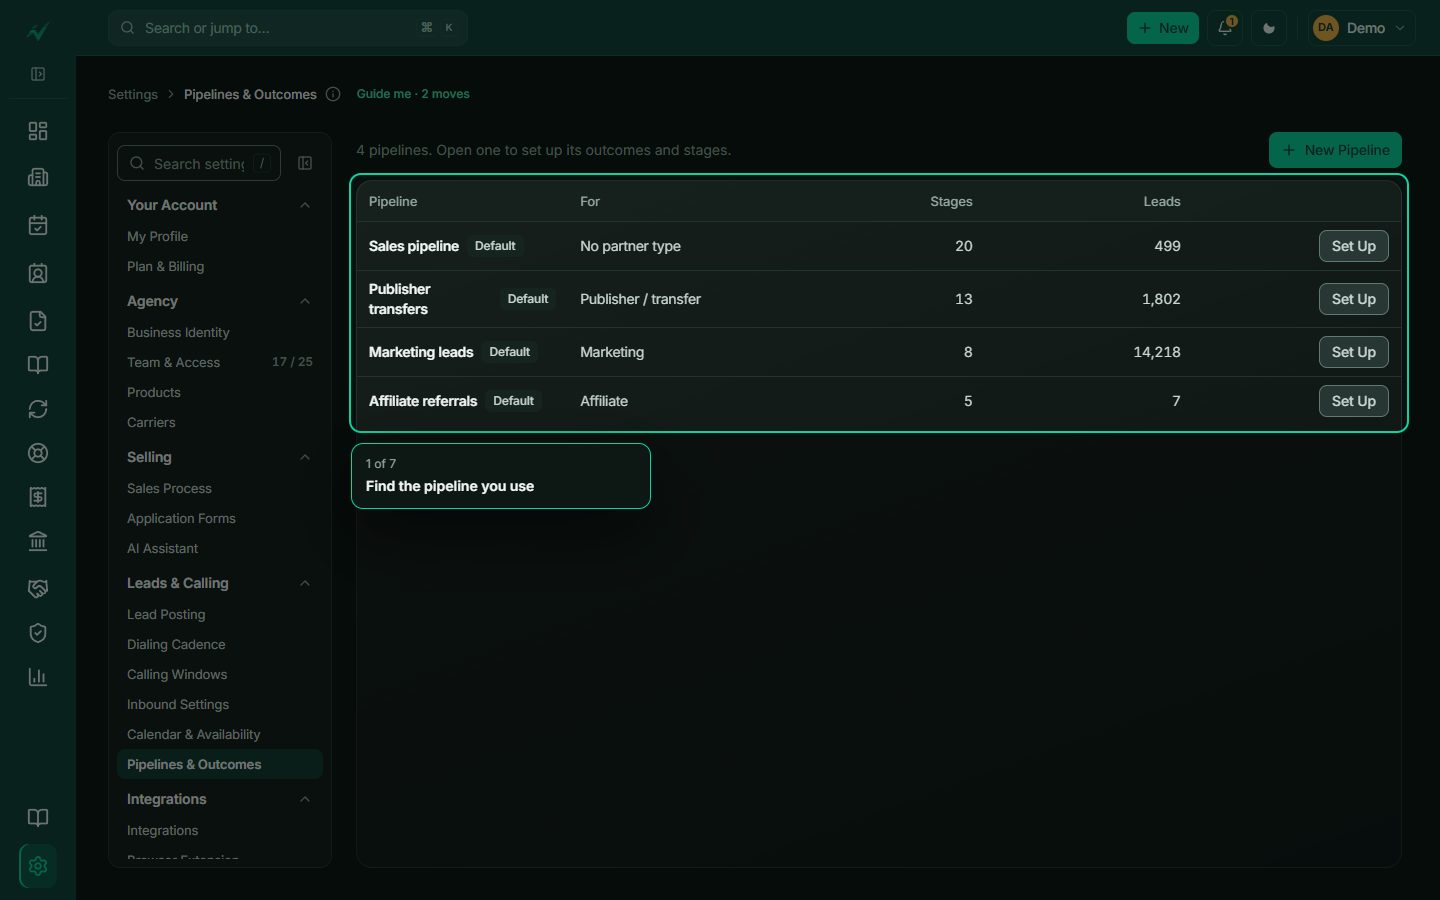 Search or jump to...
⌘ K
New
1
DA
Demo
Settings
Pipelines & Outcomes
Guide me · 2 moves
Search setting
/
4 pipelines. Open one to set up its outcomes and stages.
New Pipeline
Your Account
My Profile
Plan & Billing
Agency
Business Identity
Team & Access 17 / 25
Products
Carriers
Selling
Sales Process
Application Forms
AI Assistant
Leads & Calling
Lead Posting
Dialing Cadence
Calling Windows
Inbound Settings
Calendar & Availability
Pipelines & Outcomes
Integrations
Integrations
Browser Extension
Pipeline For Stages Leads
Sales pipeline Default No partner type 20 499 Set Up
Publisher transfers Default Publisher / transfer 13 1,802 Set Up
Marketing leads Default Marketing 8 14,218 Set Up
Affiliate referrals Default Affiliate 5 7 Set Up
1 of 7
Find the pipeline you use